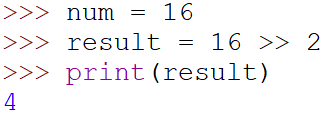 >>> num = 16
>>> result = 16 >> 2
>>> print(result)
4